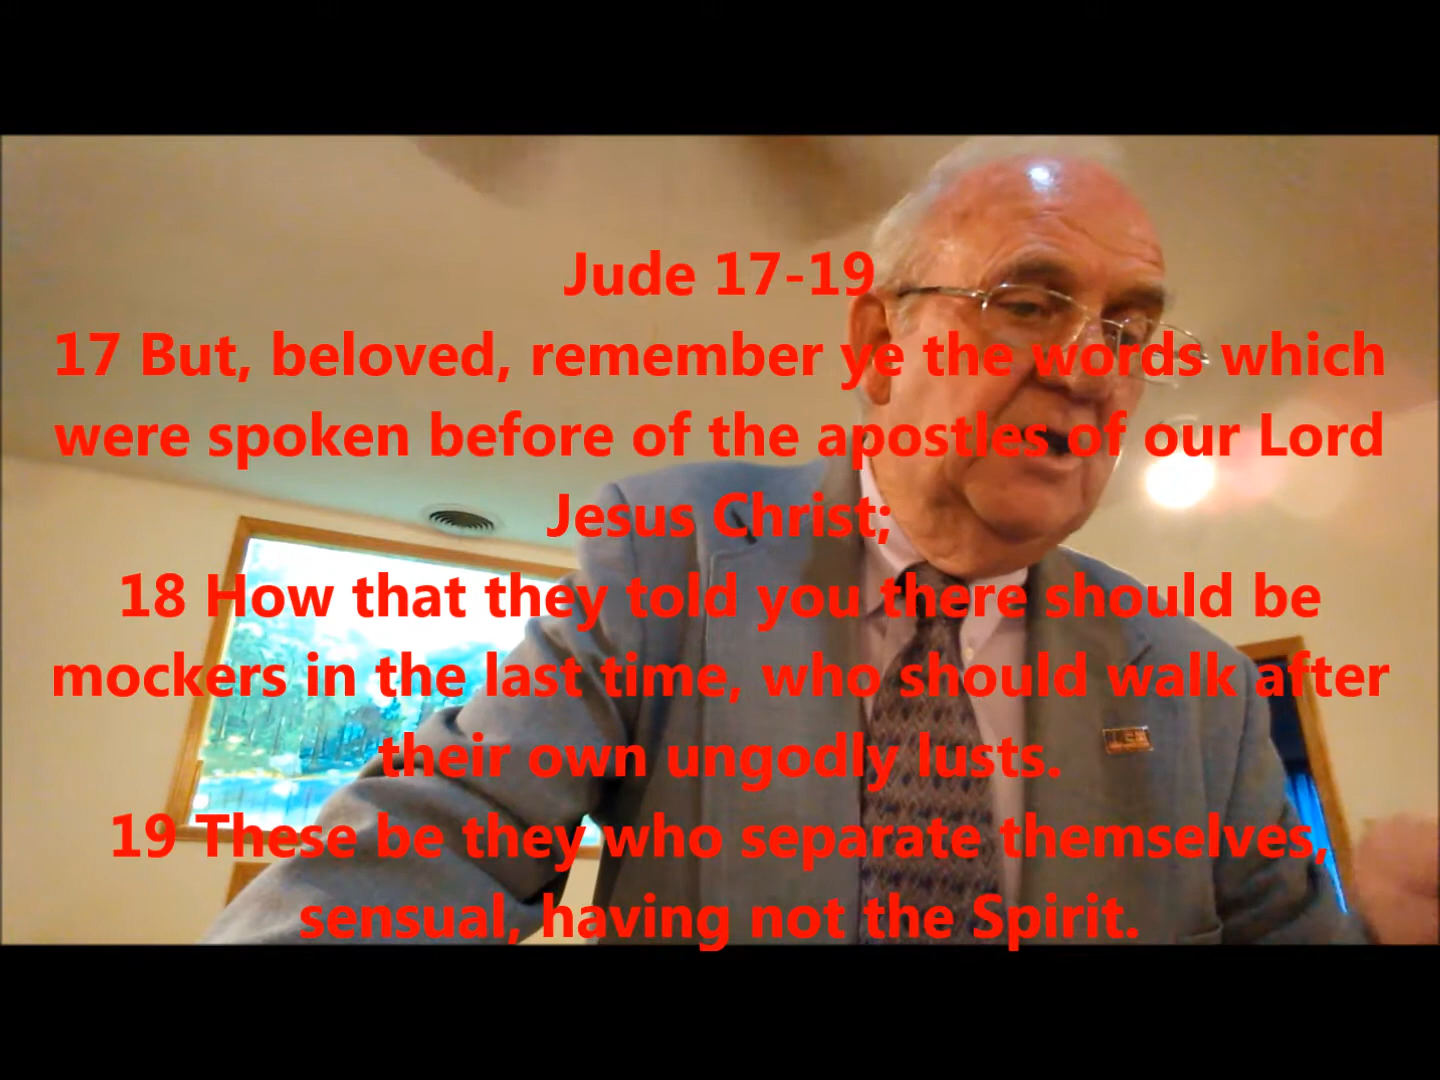 Jude 17-19
17 But, beloved, remember ye the words which
were spoken before of the apostles of our Lord
Jesus Christ;
18 How that they told you there should be
mockers in the last time, who should walk after
their own ungodly lusts.
19 These be they who separate themselves,
sensual, having not the Spirit.